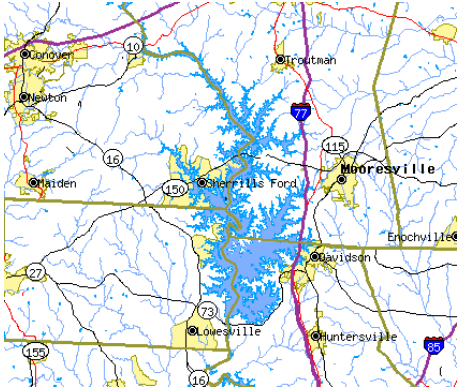 10
Conover
Troutman
Newton
77
115
16
Mooresville
Maiden
150
Sherrills Ford
Enochville
Davidson
27
73
Lowesville
Huntersville
85
155
16